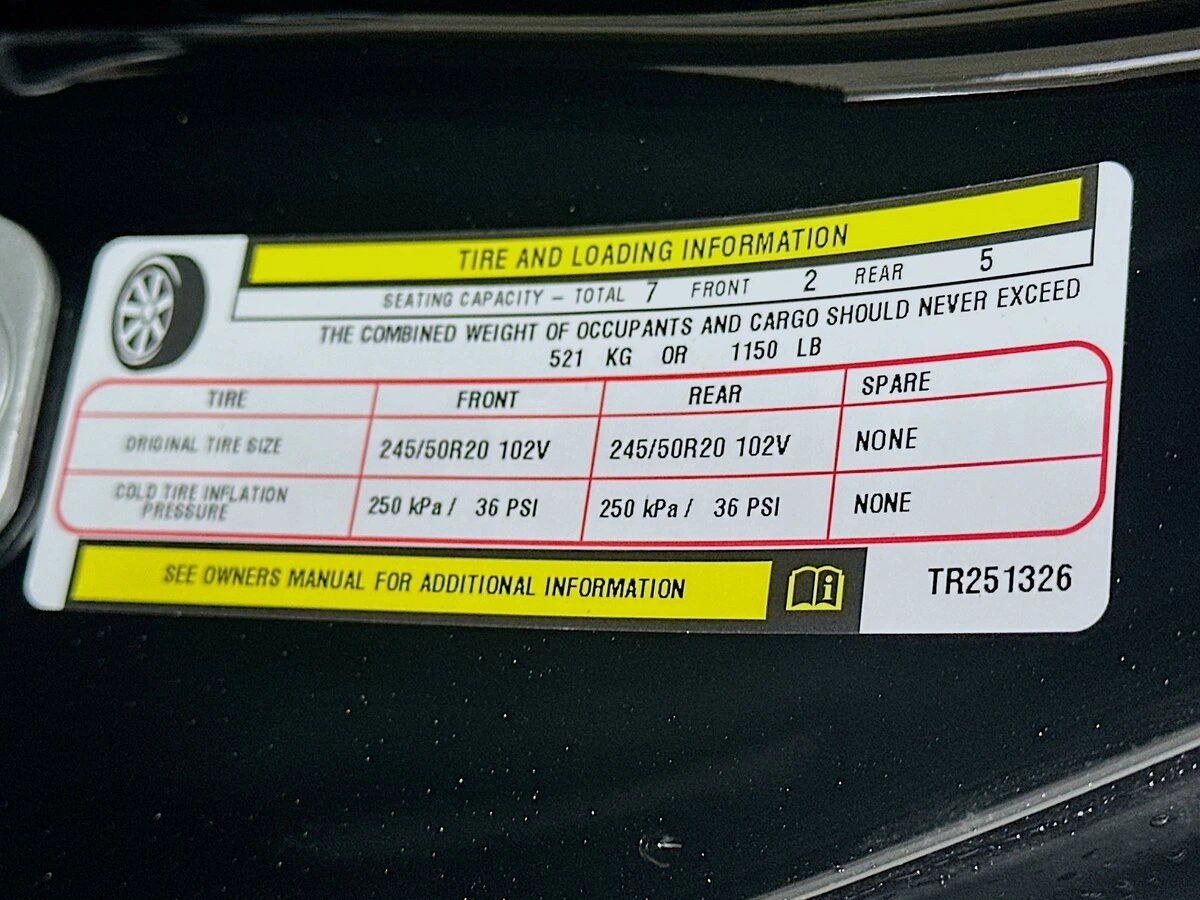 TIRE AND LOADING INFORMATION
SEATING CAPACITY – TOTAL 7 FRONT 2 REAR 5
THE COMBINED WEIGHT OF OCCUPANTS AND CARGO SHOULD NEVER EXCEED
521 KG OR 1150 LB
TIRE FRONT REAR SPARE
ORIGINAL TIRE SIZE 245/50R20 102V 245/50R20 102V NONE
COLD TIRE INFLATION
PRESSURE 250 kPa / 36 PSI 250 kPa / 36 PSI NONE
SEE OWNERS MANUAL FOR ADDITIONAL INFORMATION
TR251326